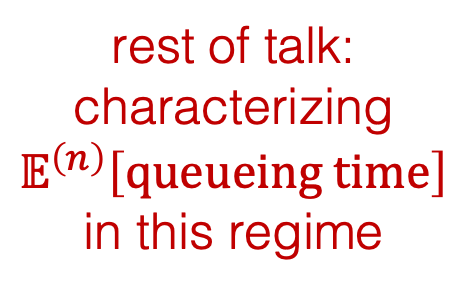 rest of talk:
characterizing
𝔼⁽ⁿ⁾[queueing time]
in this regime